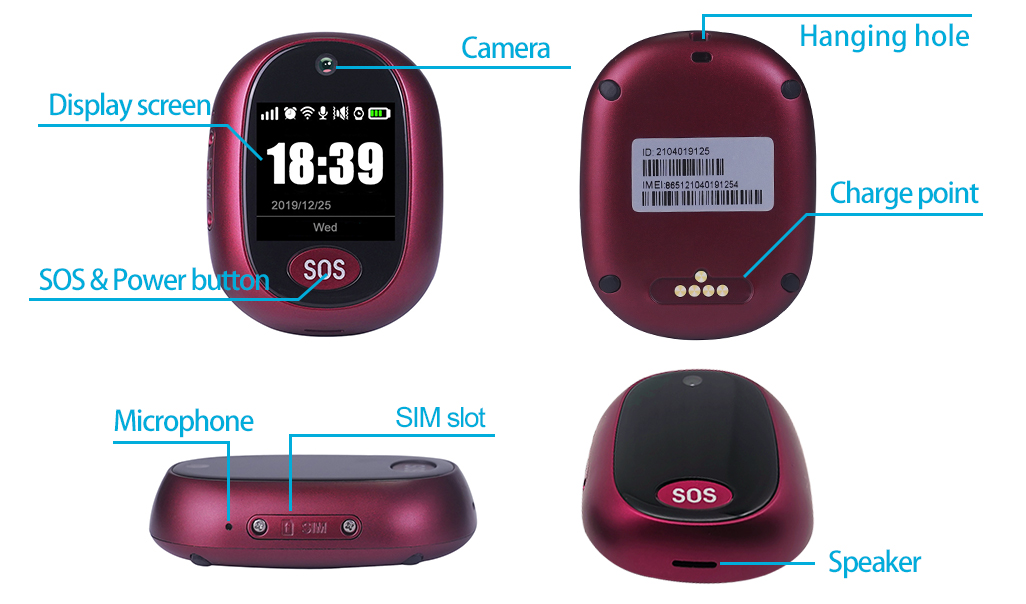 Camera
Hanging hole
Display screen
18:39
2019/12/25
Wed
ID: 2104019125
IMEI:865121040191254
Charge point
SOS & Power button
SOS
Microphone
SIM slot
SIM
SOS
Speaker